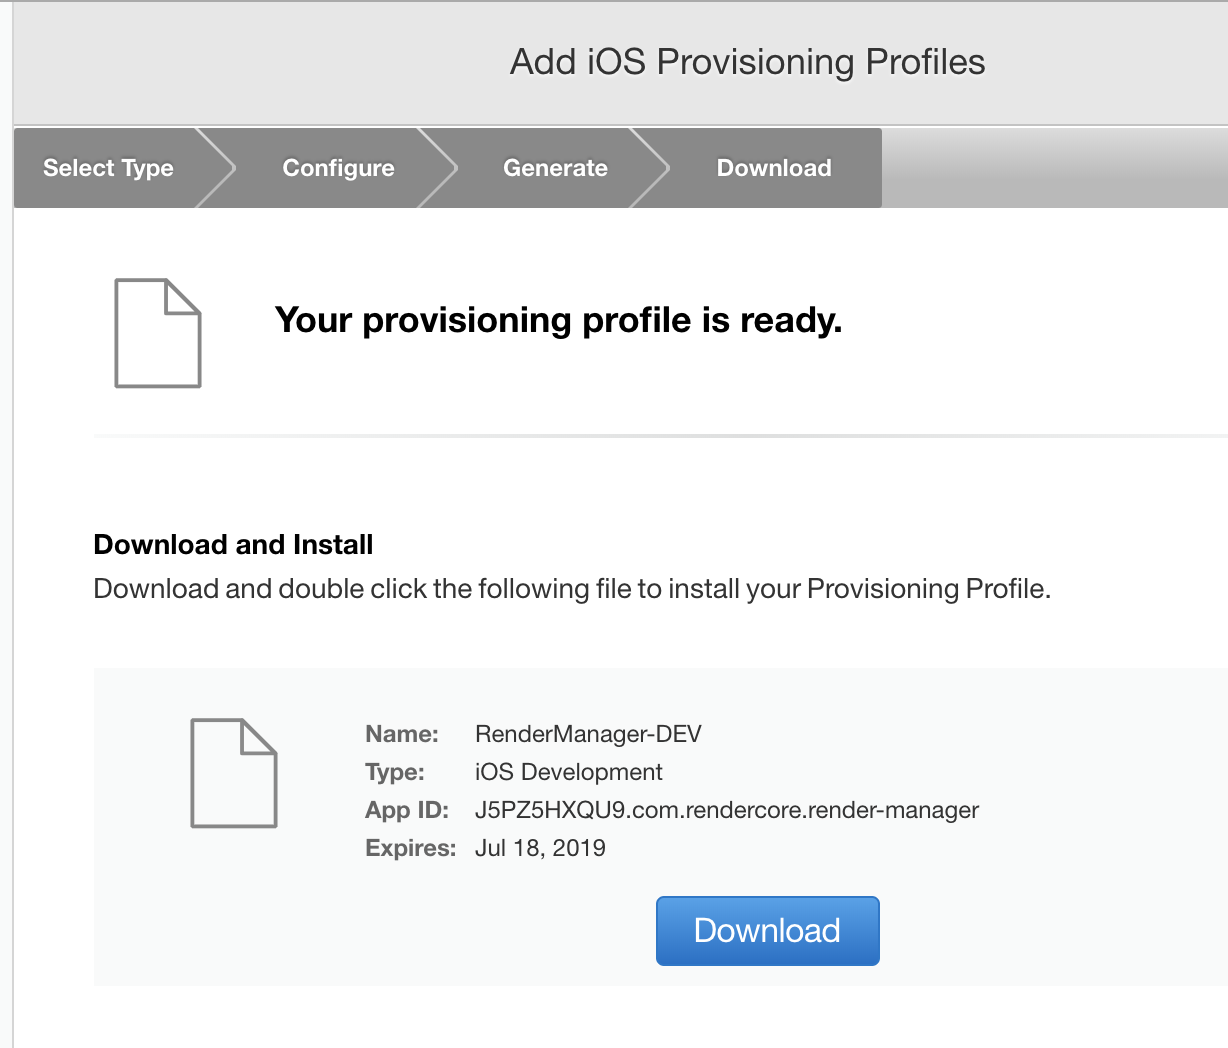 Add iOS Provisioning Profiles
Select Type
Configure
Generate
Download
Your provisioning profile is ready.
Download and Install
Download and double click the following file to install your Provisioning Profile.
Name: RenderManager-DEV
Type: iOS Development
App ID: J5PZ5HXQU9.com.rendercore.render-manager
Expires: Jul 18, 2019
Download